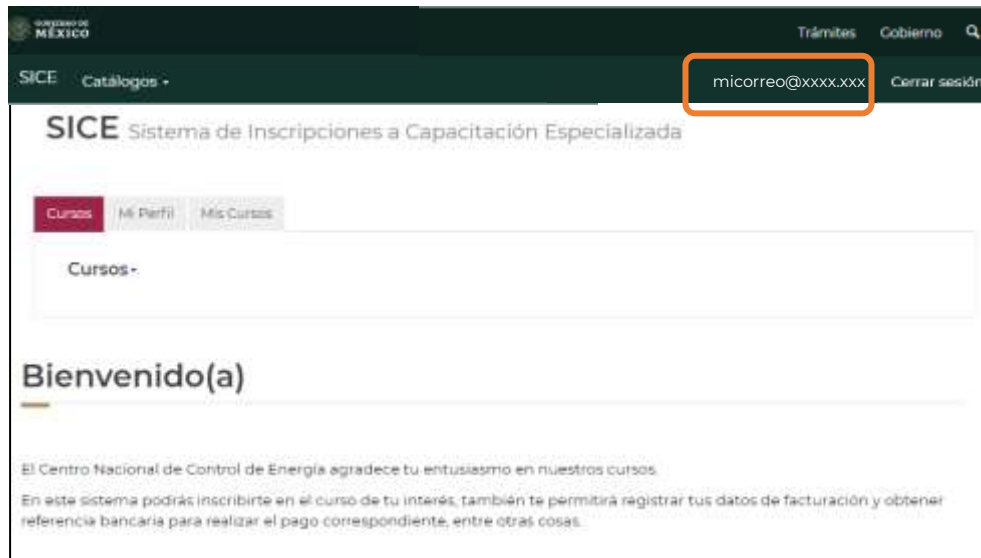 GOBIERNO DE
MÉXICO
Trámites Gobierno
SICE Catálogos micorreo@xxxx.xxx Cerrar sesión
SICE Sistema de Inscripciones a Capacitación Especializada
Cursos Mi Perfil Mis Cursos
Cursos
Bienvenido(a)
El Centro Nacional de Control de Energía agradece tu entusiasmo en nuestros cursos.
En este sistema podrás inscribirte en el curso de tu interés, también te permitirá registrar tus datos de facturación y obtener
referencia bancaria para realizar el pago correspondiente, entre otras cosas.